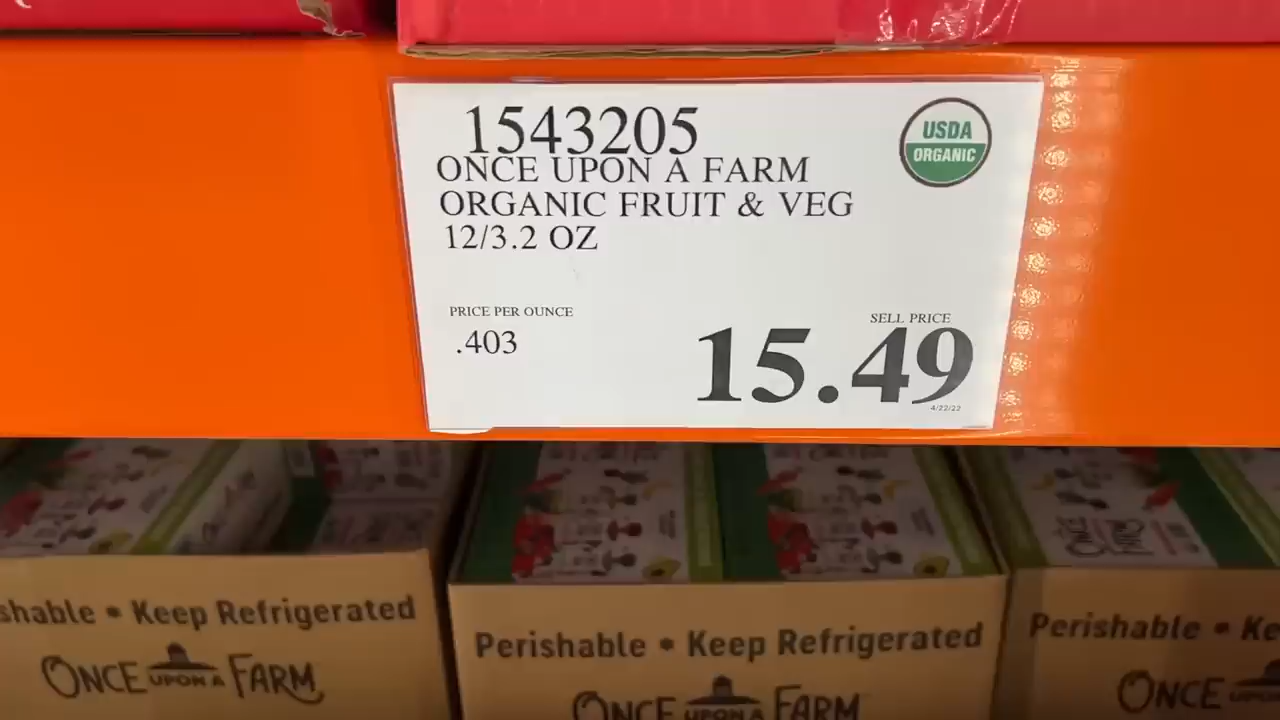 1543205
ONCE UPON A FARM
ORGANIC FRUIT & VEG
12/3.2 OZ
USDA
ORGANIC
PRICE PER OUNCE
.403
SELL PRICE
15.49
4/22/22
shable • Keep Refrigerated
ONCE UPON A FARM
Perishable • Keep Refrigerated
ONCE UPON A FARM
Perishable • Ke
ONCE